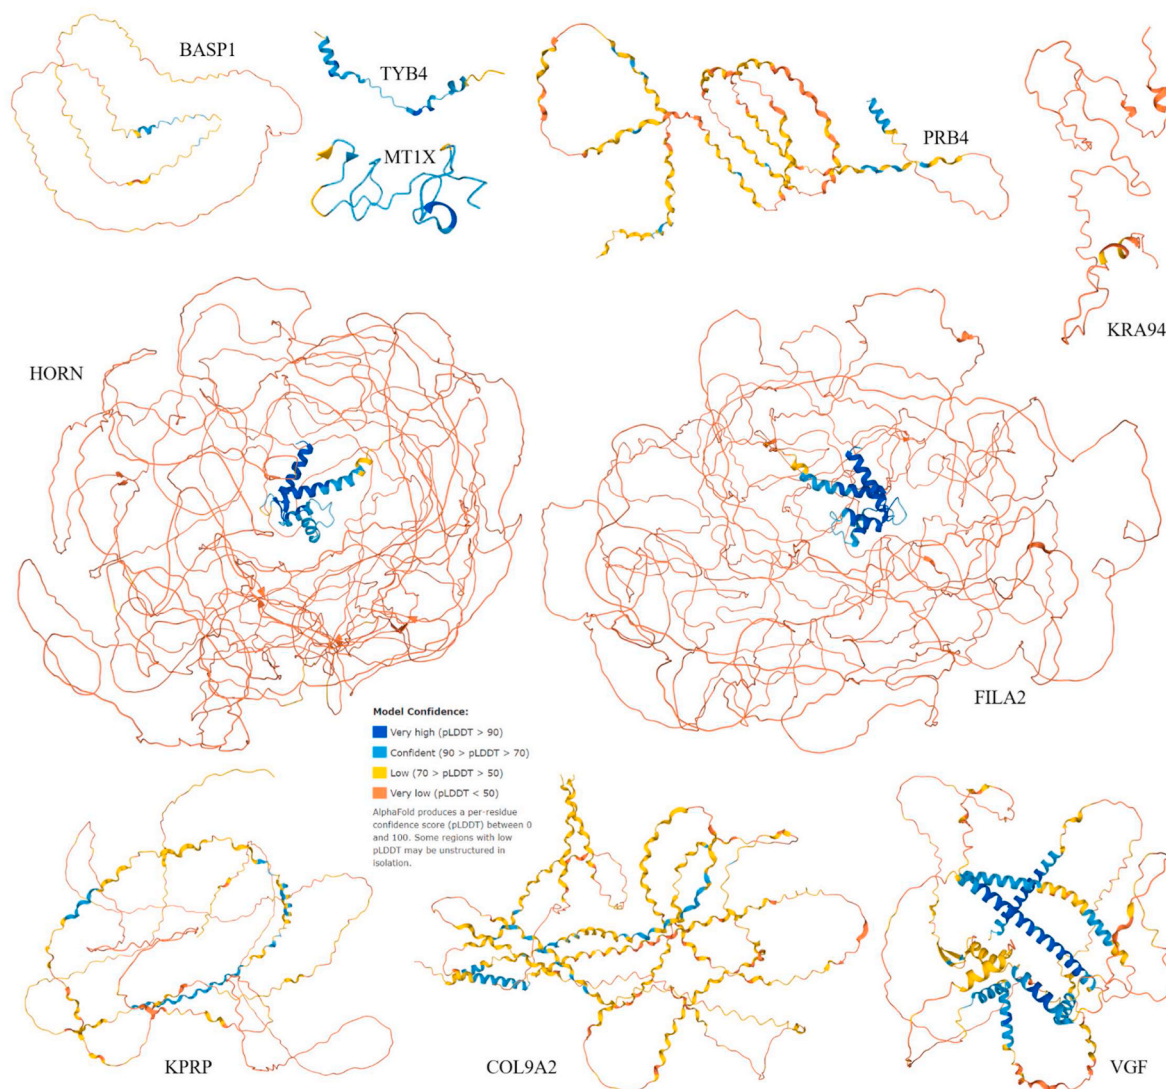 BASP1
TYB4
MT1X
PRB4
KRA94
HORN
FILA2
Model Confidence:
Very high (pLDDT > 90)
Confident (90 > pLDDT > 70)
Low (70 > pLDDT > 50)
Very low (pLDDT < 50)
AlphaFold produces a per-residue
confidence score (pLDDT) between 0
and 100. Some regions with low
pLDDT may be unstructured in
isolation.
KPRP
COL9A2
VGF